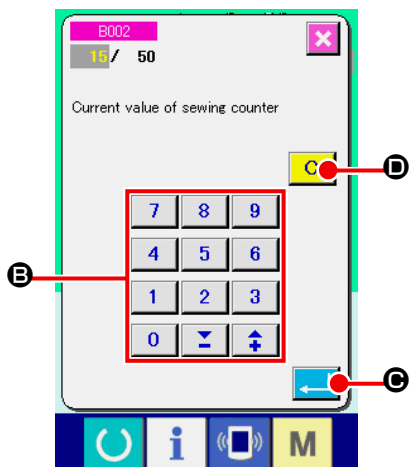 B002
15/ 50
Current value of sewing counter
C
D
7 8 9
4 5 6
B
1 2 3
0
C
i M